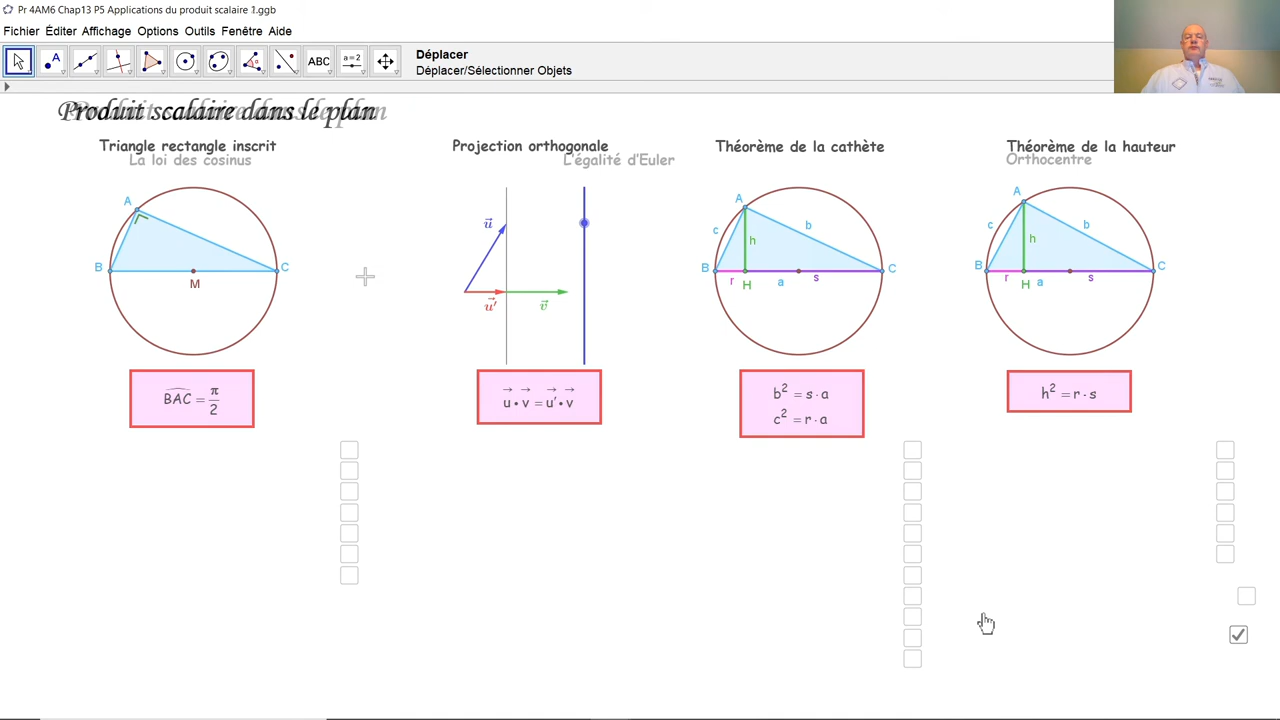 Pr 4AM6 Chap13 P5 Applications du produit scalaire 1.ggb
Fichier Éditer Affichage Options Outils Fenêtre Aide
A
ABC
a=2
Déplacer
Déplacer/Sélectionner Objets
Produit scalaire dans le plan
Triangle rectangle inscrit
La loi des cosinus
Projection orthogonale
L'égalité d'Euler
Théorème de la cathète
Théorème de la hauteur
Orthocentre
A
B
C
M
u⃗
u⃗'
v⃗
A
c
b
h
B
C
r
H
a
s
A
c
b
h
B
C
r
H
a
s
BAC = π/2
u⃗ • v⃗ = u⃗' • v⃗
b² = s · a
c² = r · a
h² = r · s